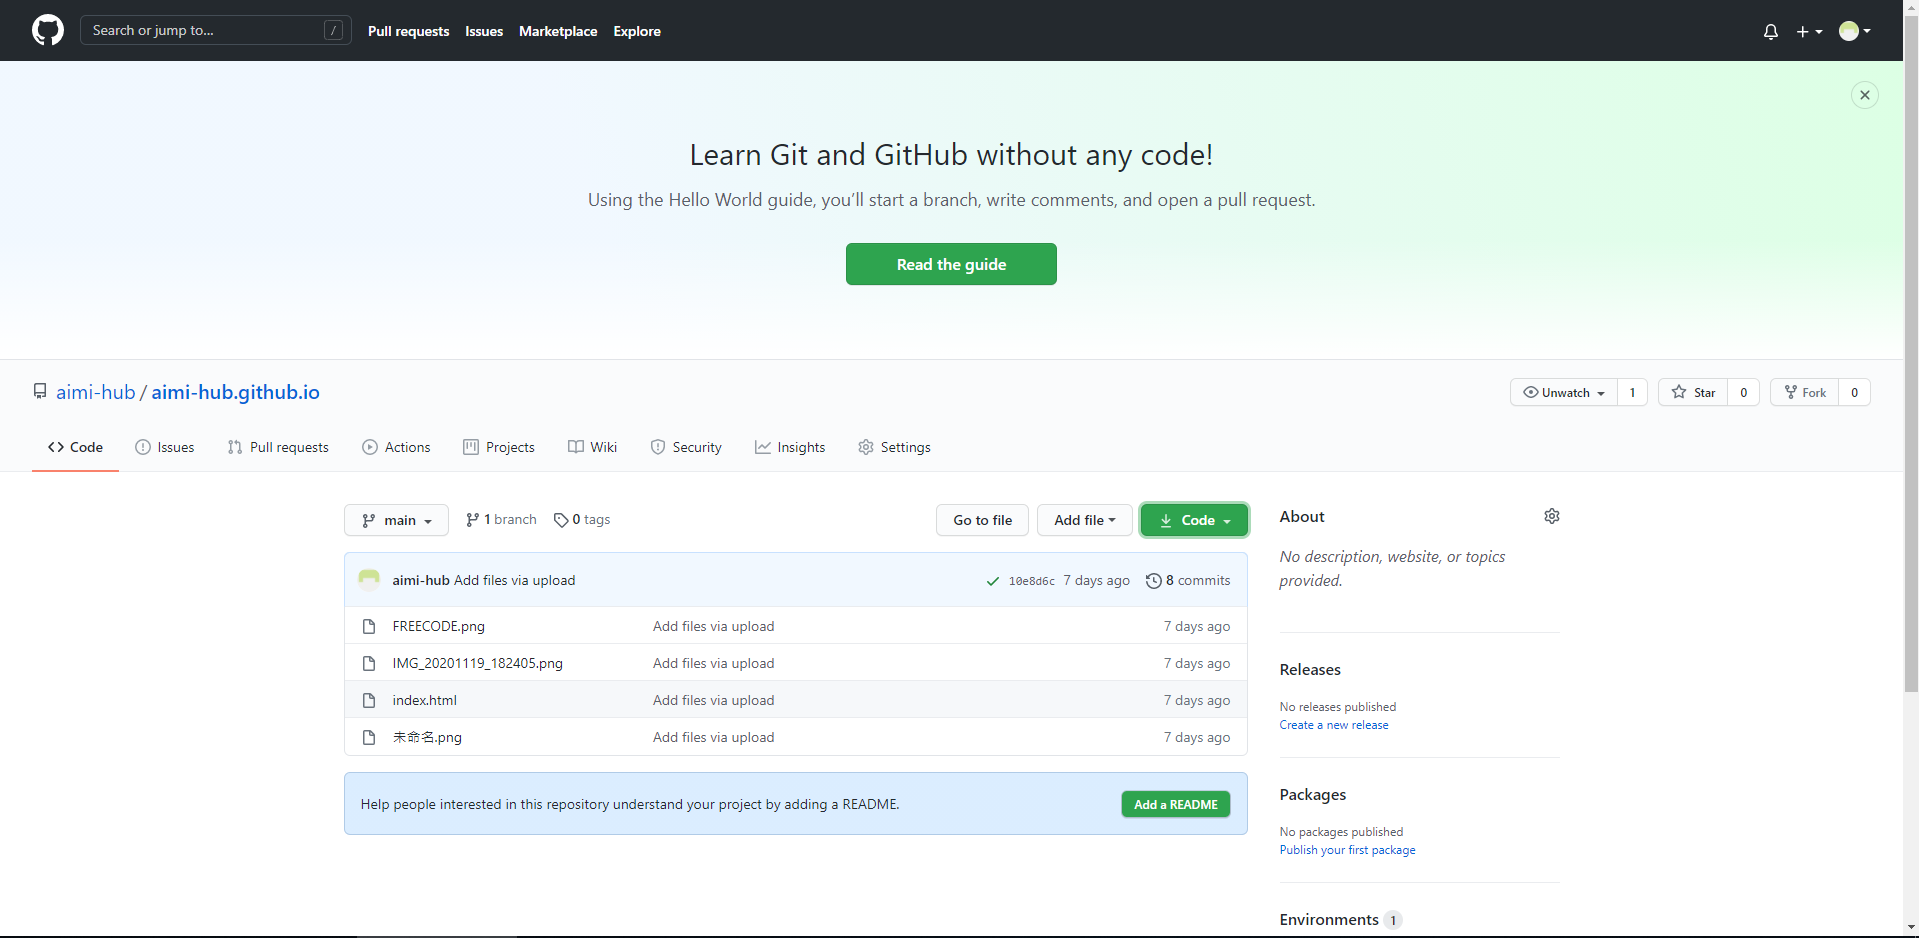 Search or jump to... /
Pull requests Issues Marketplace Explore
Learn Git and GitHub without any code!
Using the Hello World guide, you’ll start a branch, write comments, and open a pull request.
Read the guide
aimi-hub / aimi-hub.github.io
Unwatch 1 Star 0 Fork 0
Code Issues Pull requests Actions Projects Wiki Security Insights Settings
main 1 branch 0 tags
Go to file Add file Code
aimi-hub Add files via upload 10e8d6c 7 days ago 8 commits
FREECODE.png Add files via upload 7 days ago
IMG_20201119_182405.png Add files via upload 7 days ago
index.html Add files via upload 7 days ago
未命名.png Add files via upload 7 days ago
Help people interested in this repository understand your project by adding a README. Add a README
About
No description, website, or topics
provided.
Releases
No releases published
Create a new release
Packages
No packages published
Publish your first package
Environments 1